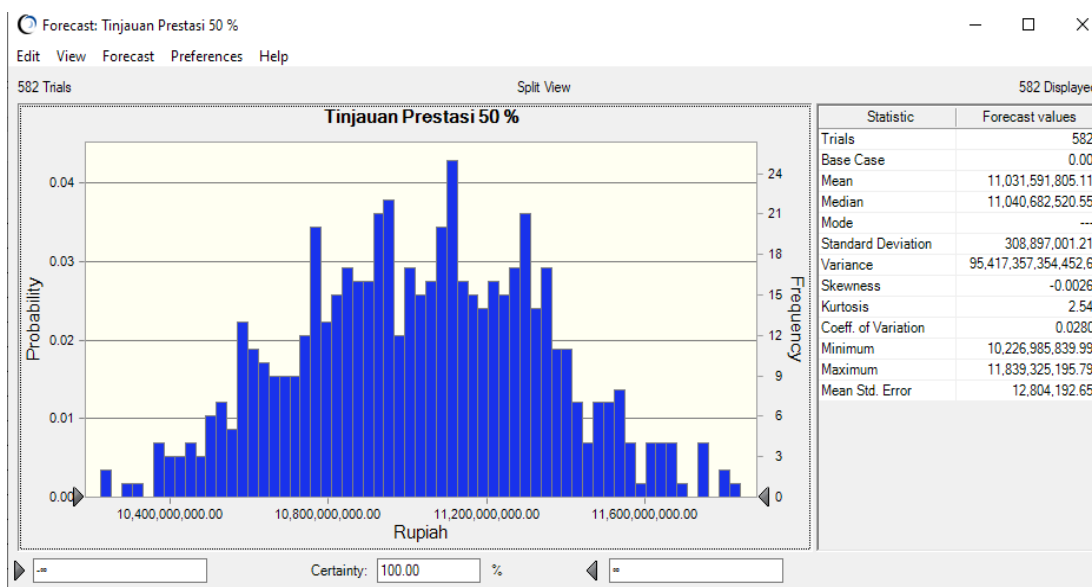 Forecast: Tinjauan Prestasi 50 %
Edit View Forecast Preferences Help
582 Trials Split View 582 Displayed
Tinjauan Prestasi 50 %
Probability
0.04
0.03
0.02
0.01
0.00
24
21
18
15
12
9
6
3
0
Frequency
10,400,000,000.00 10,800,000,000.00 11,200,000,000.00 11,600,000,000.00
Rupiah
Statistic Forecast values
Trials 582
Base Case 0.00
Mean 11,031,591,805.11
Median 11,040,682,520.55
Mode ---
Standard Deviation 308,897,001.21
Variance 95,417,357,354,452.6
Skewness -0.0026
Kurtosis 2.54
Coeff. of Variation 0.0280
Minimum 10,226,985,839.99
Maximum 11,839,325,195.79
Mean Std. Error 12,804,192.65
-∞ Certainty: 100.00 % ∞